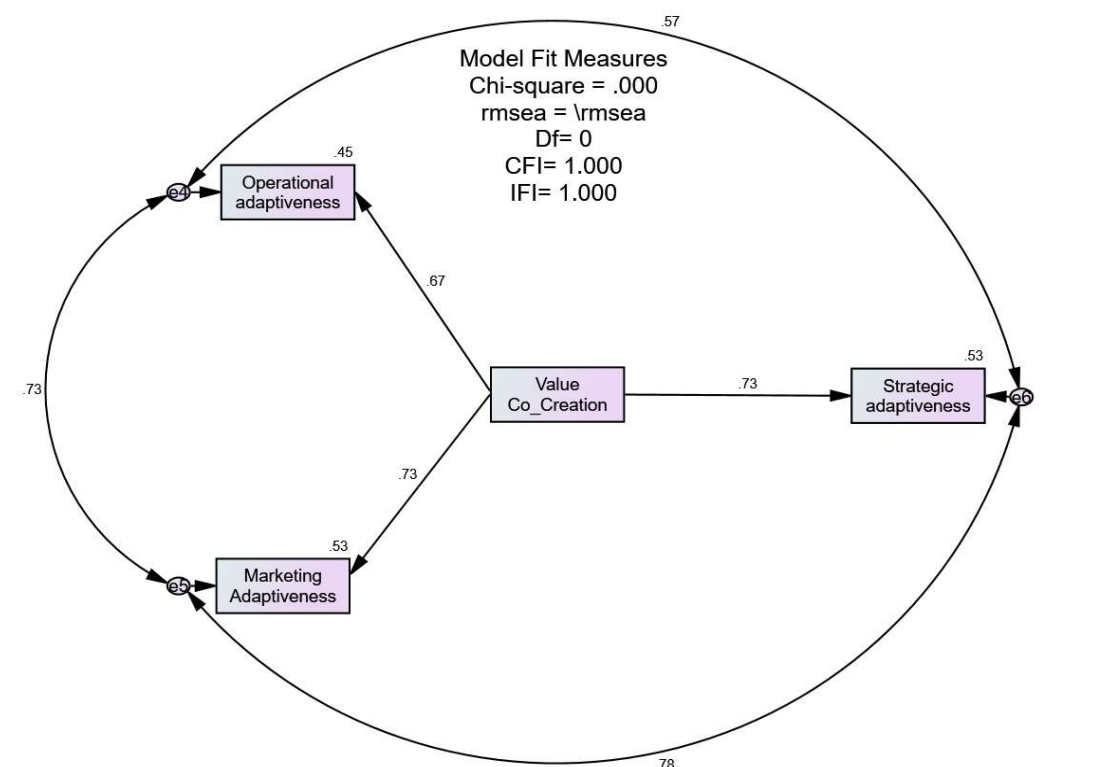 .57
Model Fit Measures
Chi-square = .000
rmsea = \rmsea
Df= 0
CFI= 1.000
IFI= 1.000
.45
e4
Operational
adaptiveness
.67
.73
Value
Co_Creation
.73
.53
Strategic
adaptiveness
e6
.73
.53
e5
Marketing
Adaptiveness
.78